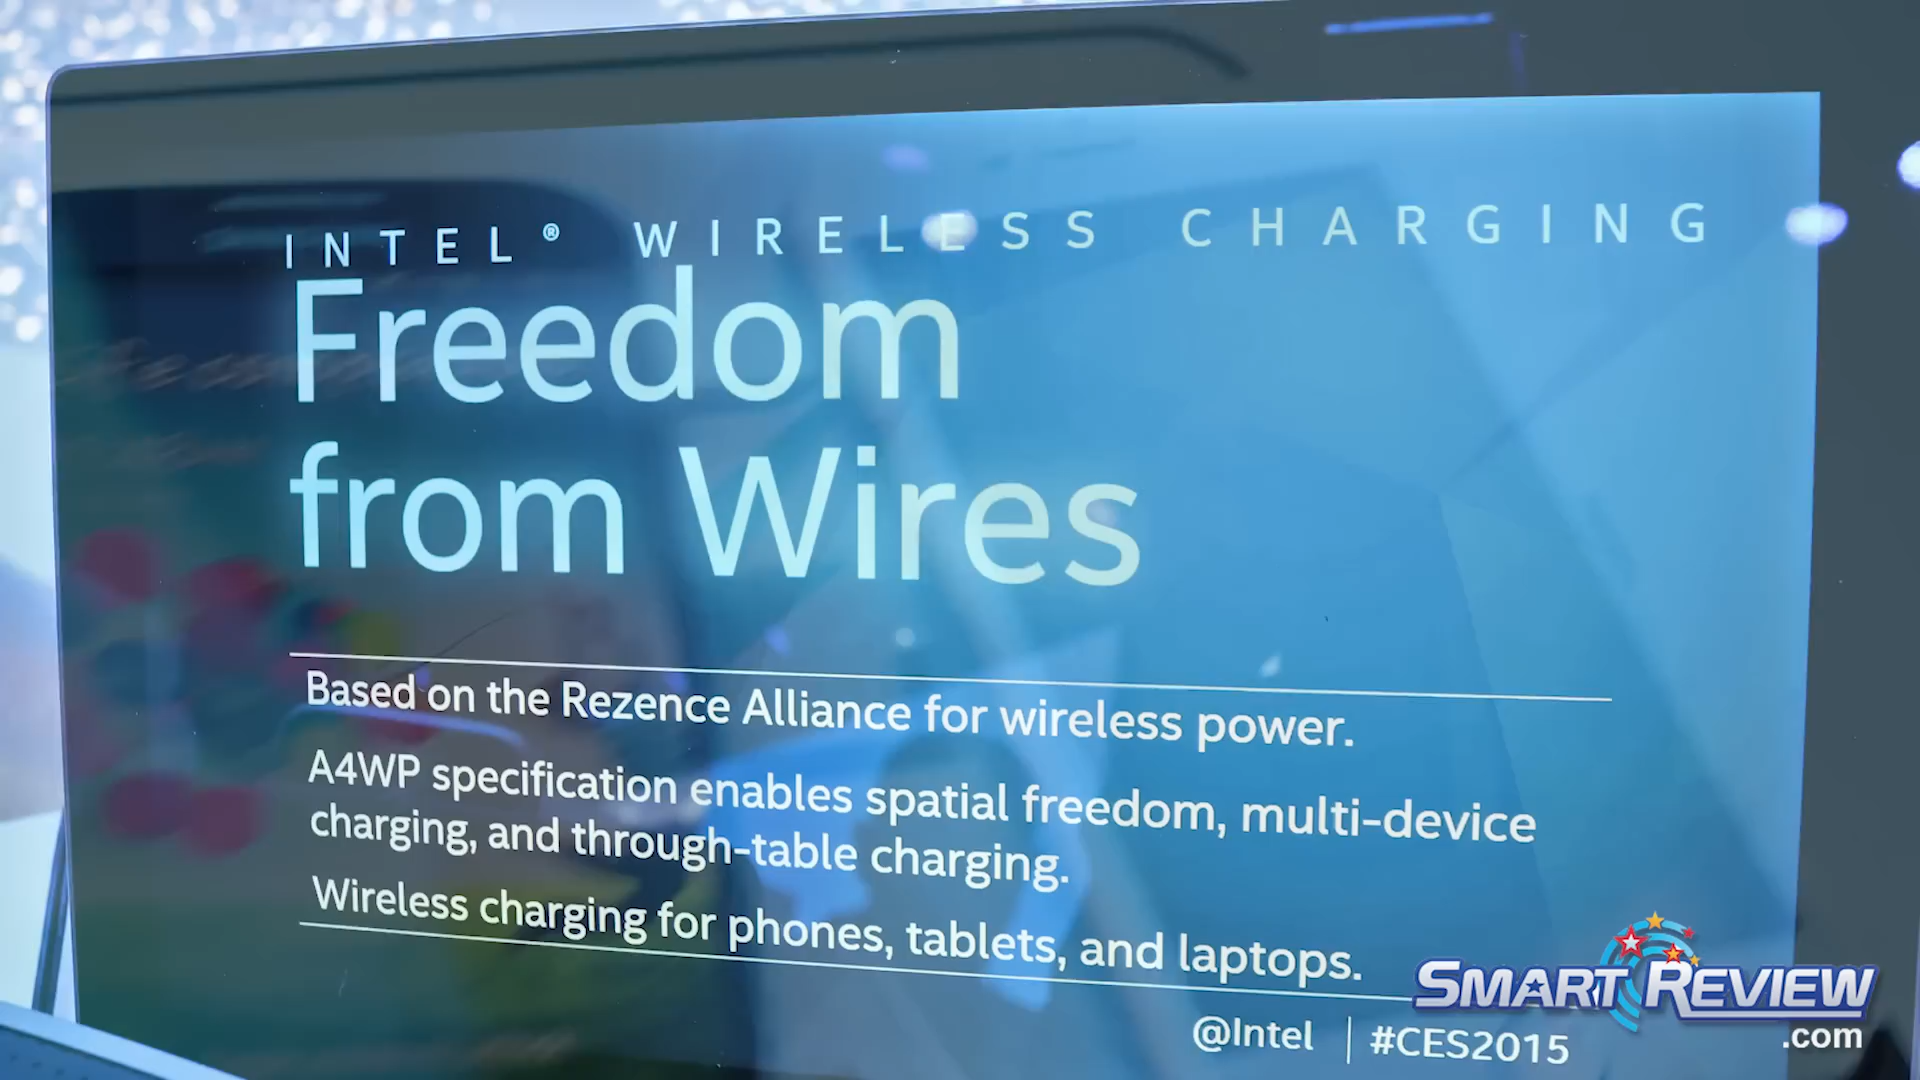 INTEL® WIRELESS CHARGING
Freedom
from Wires
Based on the Rezence Alliance for wireless power.
A4WP specification enables spatial freedom, multi-device
charging, and through-table charging.
Wireless charging for phones, tablets, and laptops.
@Intel | #CES2015
SMART REVIEW
.com